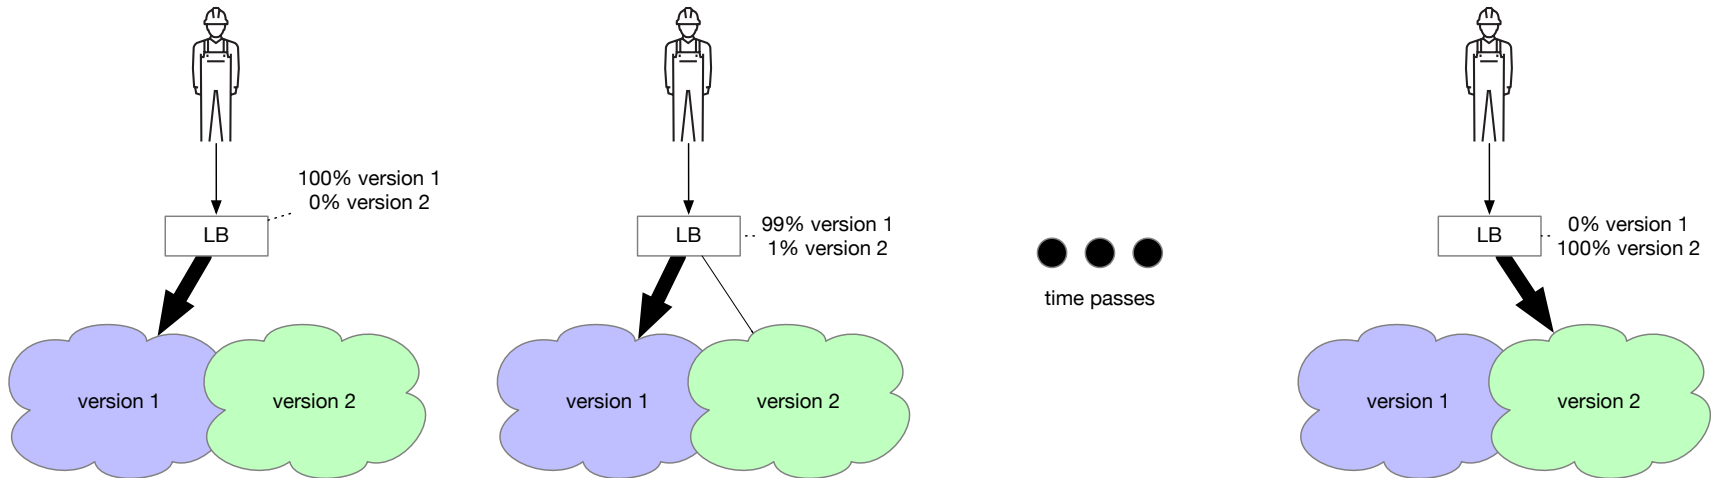 100% version 1
0% version 2
LB
version 1
version 2
99% version 1
1% version 2
LB
version 1
version 2
time passes
0% version 1
100% version 2
LB
version 1
version 2